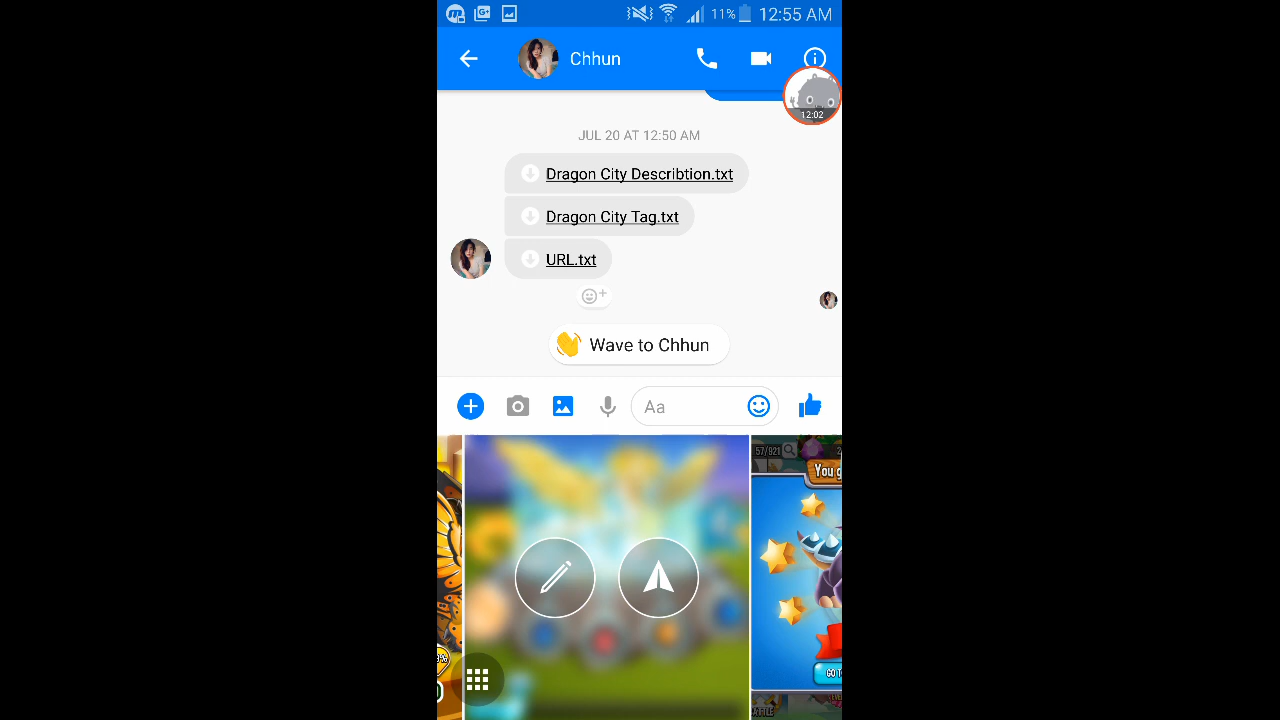 11% 12:55 AM
Chhun
12:02
JUL 20 AT 12:50 AM
Dragon City Describtion.txt
Dragon City Tag.txt
URL.txt
Wave to Chhun
Aa
57/921
You g
GO T